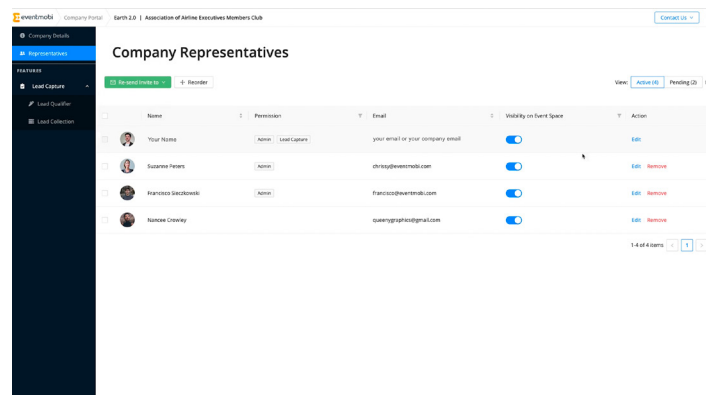 eventmobi Company Portal Earth 2.0 | Association of Airline Executives Members Club Contact Us
Company Details
Representatives
FEATURES
Lead Capture
Lead Qualifier
Lead Collection
Company Representatives
Re-send Invite to + Reorder View: Active (4) Pending (2)
Name Permission Email Visibility on Event Space Action
Your Name Admin Lead Capture your email or your company email Edit
Suzanne Peters Admin chrissy@eventmobi.com Edit Remove
Francisco Sieczkowski Admin francisco@eventmobi.com Edit Remove
Nancee Crowley queenygraphics@gmail.com Edit Remove
1-4 of 4 items < 1 >